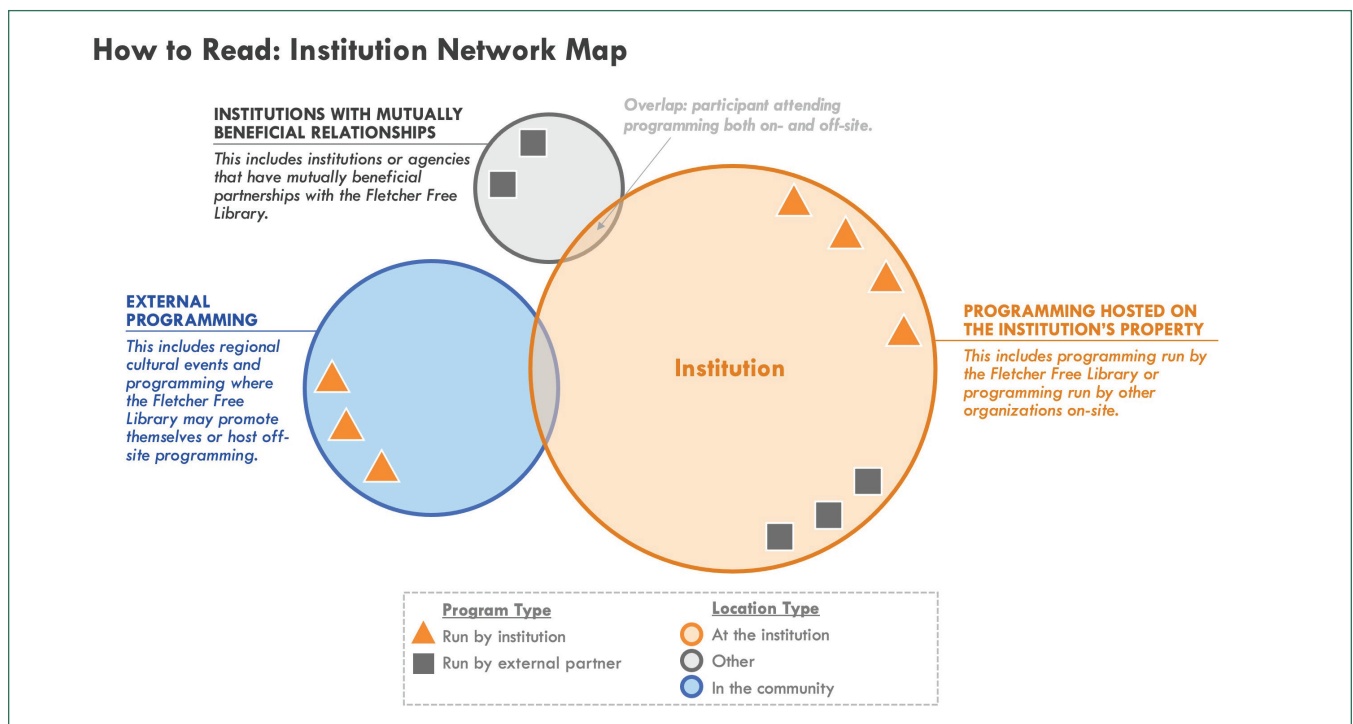 How to Read: Institution Network Map
INSTITUTIONS WITH MUTUALLY
BENEFICIAL RELATIONSHIPS
This includes institutions or agencies
that have mutually beneficial
partnerships with the Fletcher Free
Library.
Overlap: participant attending
programming both on- and off-site.
EXTERNAL
PROGRAMMING
This includes regional
cultural events and
programming where
the Fletcher Free
Library may promote
themselves or host off-
site programming.
Institution
PROGRAMMING HOSTED ON
THE INSTITUTION'S PROPERTY
This includes programming run by
the Fletcher Free Library or
programming run by other
organizations on-site.
Program Type
Run by institution
Run by external partner
Location Type
At the institution
Other
In the community